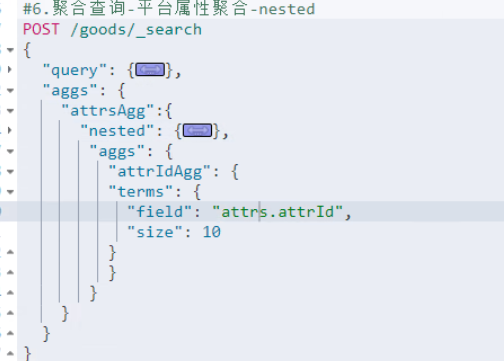 #6.聚合查询-平台属性聚合-nested
POST /goods/_search
{
"query": {},
"aggs": {
"attrsAgg":{
"nested": {},
"aggs": {
"attrIdAgg": {
"terms": {
"field": "attrs.attrId",
"size": 10
}
}
}
}
}
}